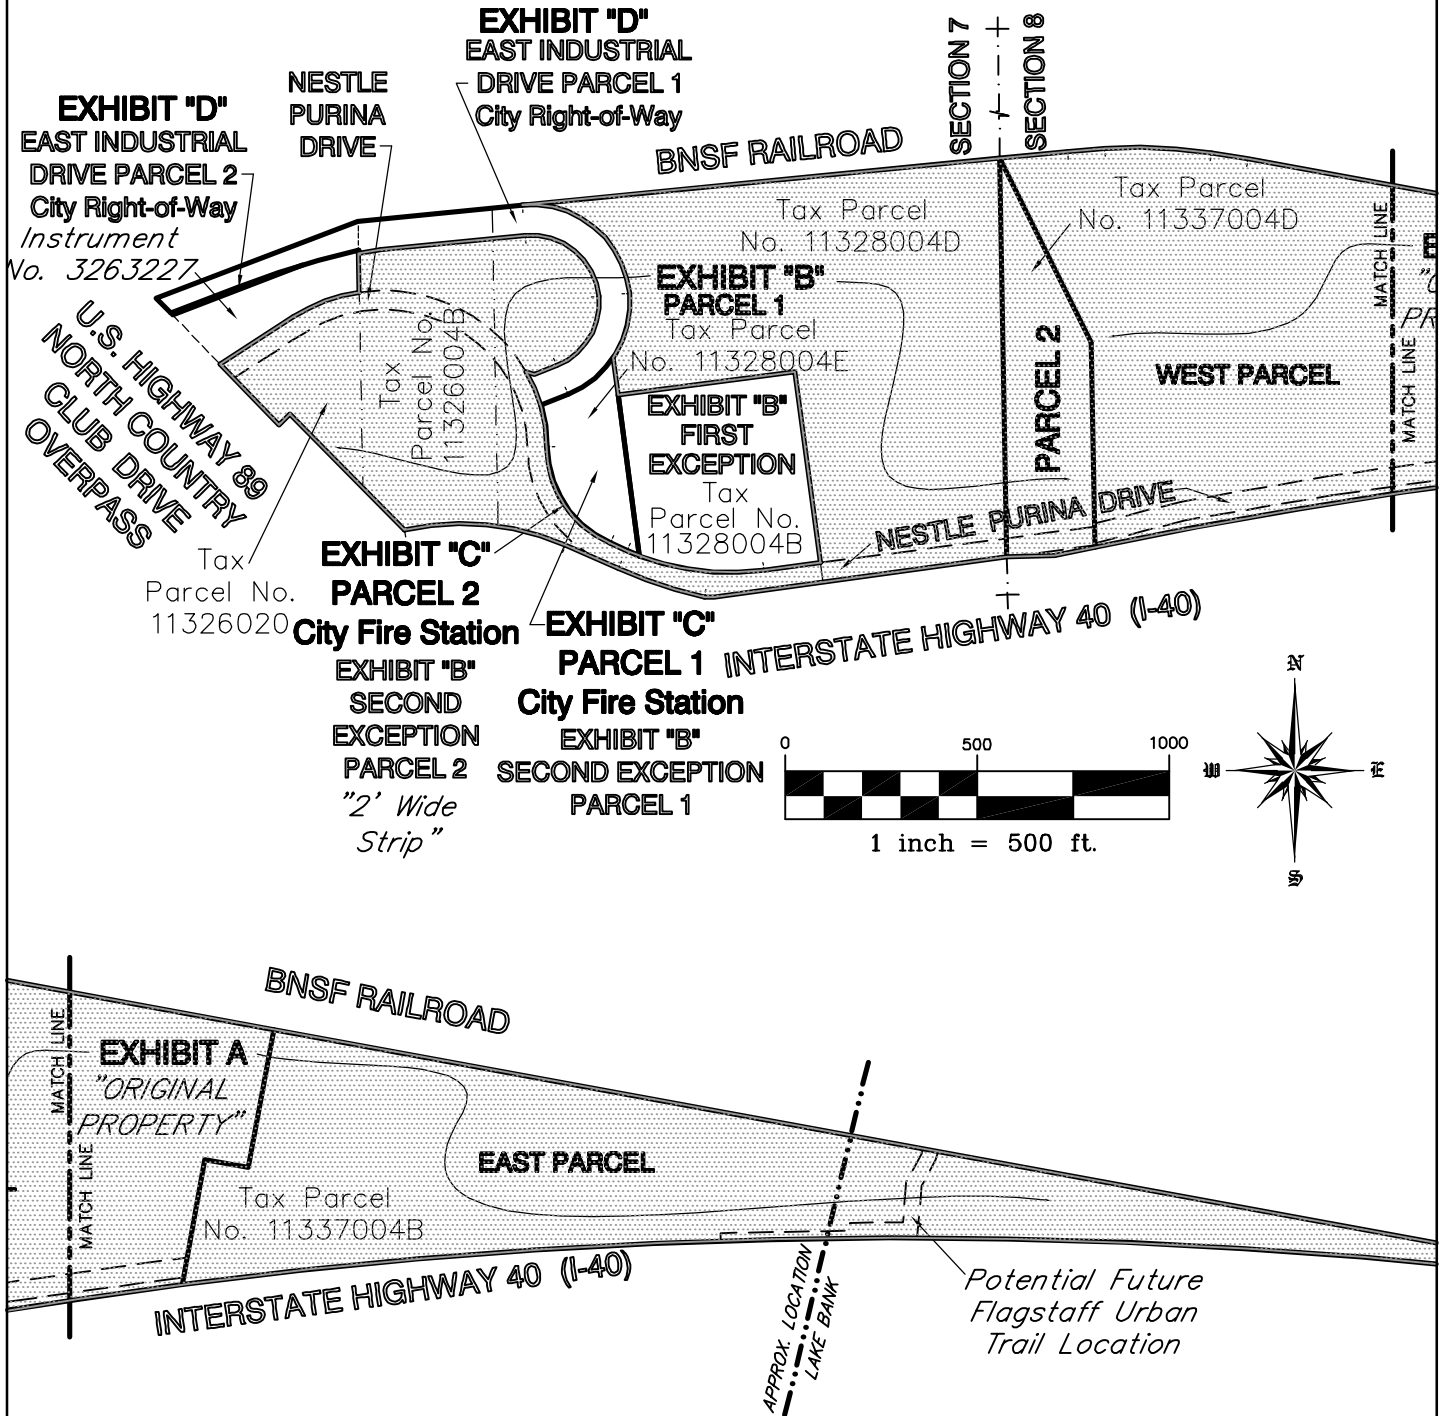 EXHIBIT "D"
EAST INDUSTRIAL
DRIVE PARCEL 1
City Right-of-Way
NESTLE
PURINA
DRIVE
EXHIBIT "D"
EAST INDUSTRIAL
DRIVE PARCEL 2
City Right-of-Way
Instrument
No. 3263227
SECTION 7
SECTION 8
BNSF RAILROAD
Tax Parcel
No. 11328004D
Tax Parcel
No. 11337004D
MATCH LINE
MATCH LINE
"O
PR
EXHIBIT "B"
PARCEL 1
Tax Parcel
No. 11328004E
Tax
Parcel No.
11326004B
U.S. HIGHWAY 89
NORTH COUNTRY
CLUB DRIVE
OVERPASS
PARCEL 2
WEST PARCEL
EXHIBIT "B"
FIRST
EXCEPTION
Tax
Parcel No.
11328004B
NESTLE PURINA DRIVE
Tax
Parcel No.
11326020
EXHIBIT "C"
PARCEL 2
City Fire Station
EXHIBIT "B"
SECOND
EXCEPTION
PARCEL 2
"2' Wide
Strip"
EXHIBIT "C"
PARCEL 1
City Fire Station
EXHIBIT "B"
SECOND EXCEPTION
PARCEL 1
INTERSTATE HIGHWAY 40 (I-40)
0 500 1000
1 inch = 500 ft.
N
W
E
S
BNSF RAILROAD
MATCH LINE
MATCH LINE
EXHIBIT A
"ORIGINAL
PROPERTY"
EAST PARCEL
Tax Parcel
No. 11337004B
INTERSTATE HIGHWAY 40 (I-40)
APPROX. LOCATION
LAKE BANK
Potential Future
Flagstaff Urban
Trail Location